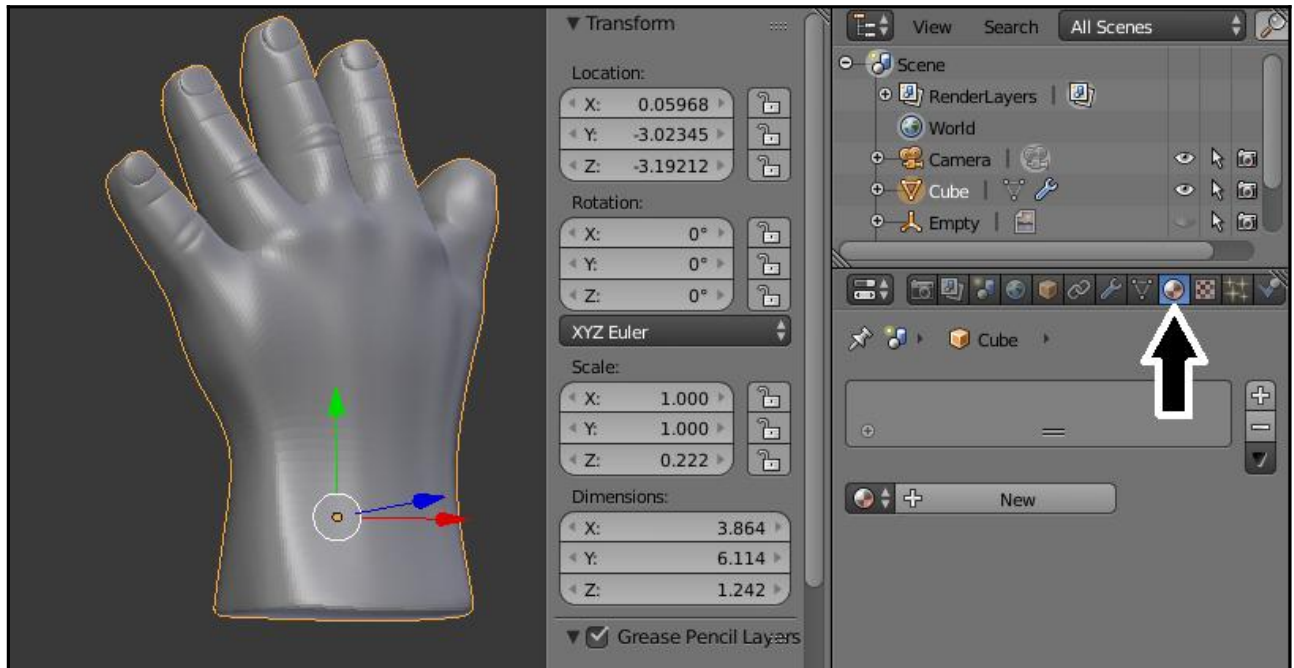 Transform
Location:
X: 0.05968
Y: -3.02345
Z: -3.19212
Rotation:
X: 0°
Y: 0°
Z: 0°
XYZ Euler
Scale:
X: 1.000
Y: 1.000
Z: 0.222
Dimensions:
X: 3.864
Y: 6.114
Z: 1.242
Grease Pencil Layers
View Search All Scenes
Scene
RenderLayers
World
Camera
Cube
Empty
Cube
New